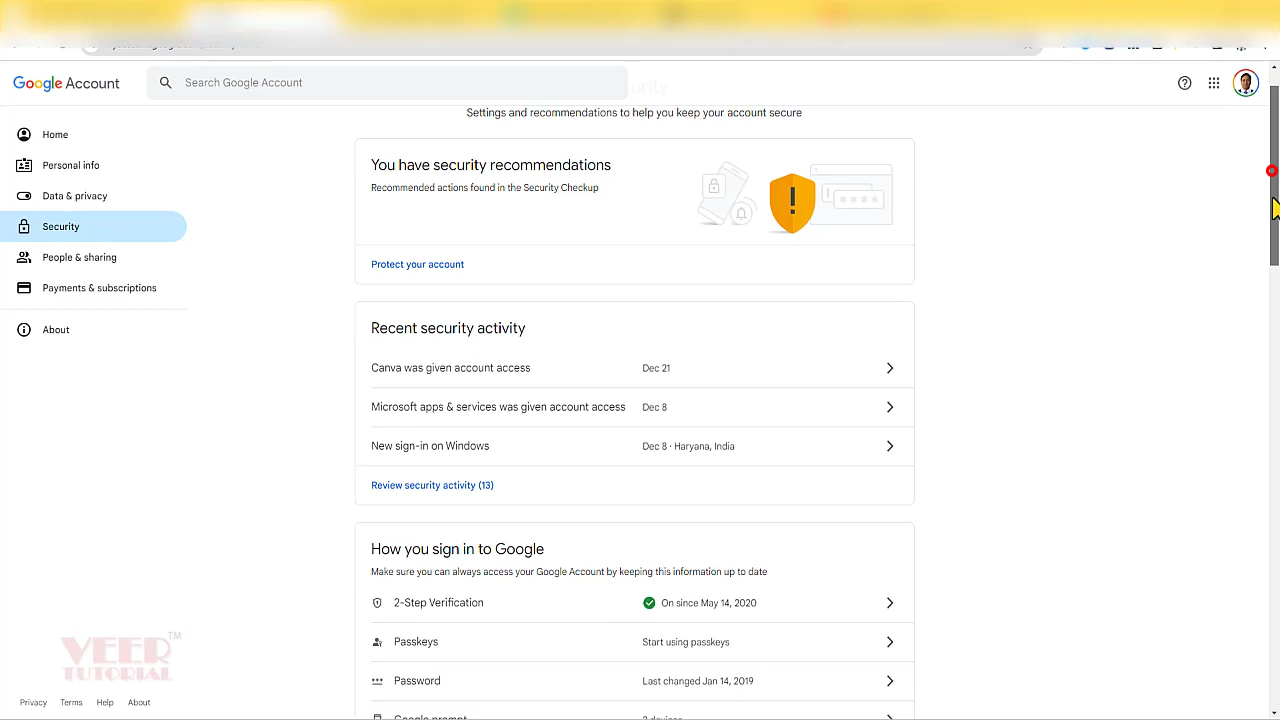 Google Account
Search Google Account
Settings and recommendations to help you keep your account secure
Home
Personal info
Data & privacy
Security
People & sharing
Payments & subscriptions
About
You have security recommendations
Recommended actions found in the Security Checkup
Protect your account
Recent security activity
Canva was given account access Dec 21
Microsoft apps & services was given account access Dec 8
New sign-in on Windows Dec 8 · Haryana, India
Review security activity (13)
How you sign in to Google
Make sure you can always access your Google Account by keeping this information up to date
2-Step Verification On since May 14, 2020
Passkeys Start using passkeys
Password Last changed Jan 14, 2019
Google prompt 2 devices
VEER TM
TUTORIAL
Privacy Terms Help About